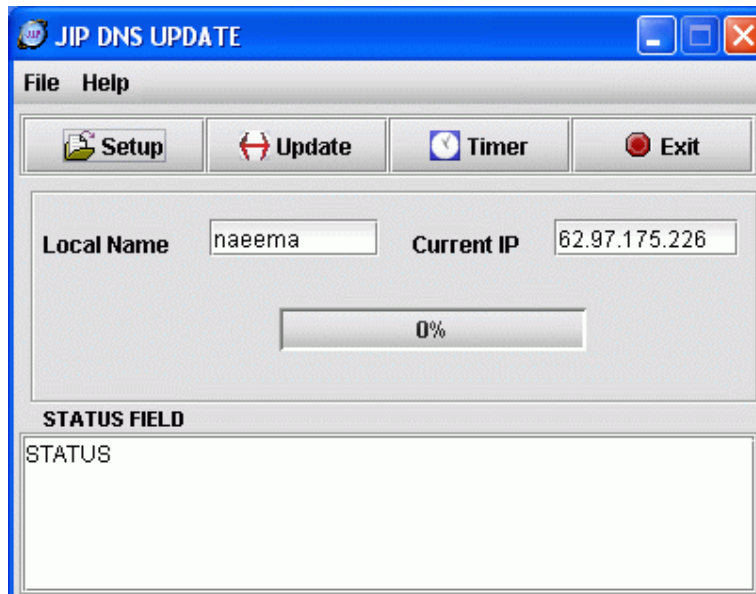 JIP DNS UPDATE
File Help
Setup Update Timer Exit
Local Name naeema Current IP 62.97.175.226
0%
STATUS FIELD
STATUS